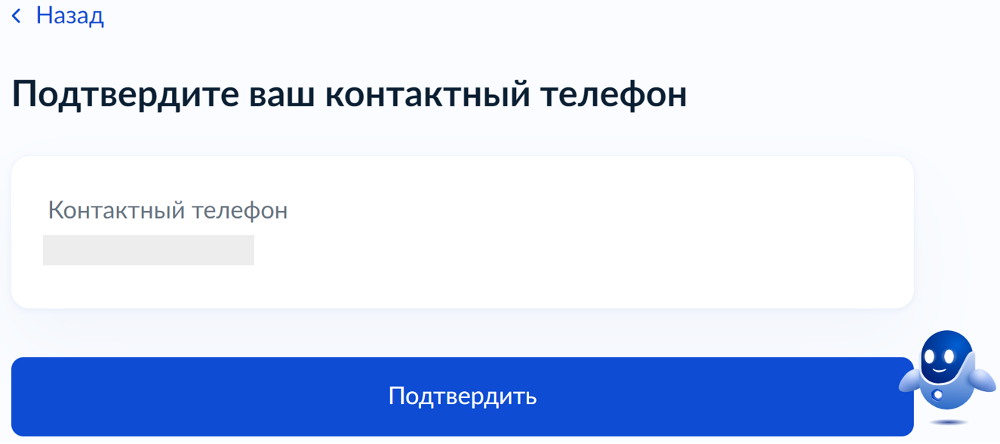 Назад
Подтвердите ваш контактный телефон
Контактный телефон
Подтвердить